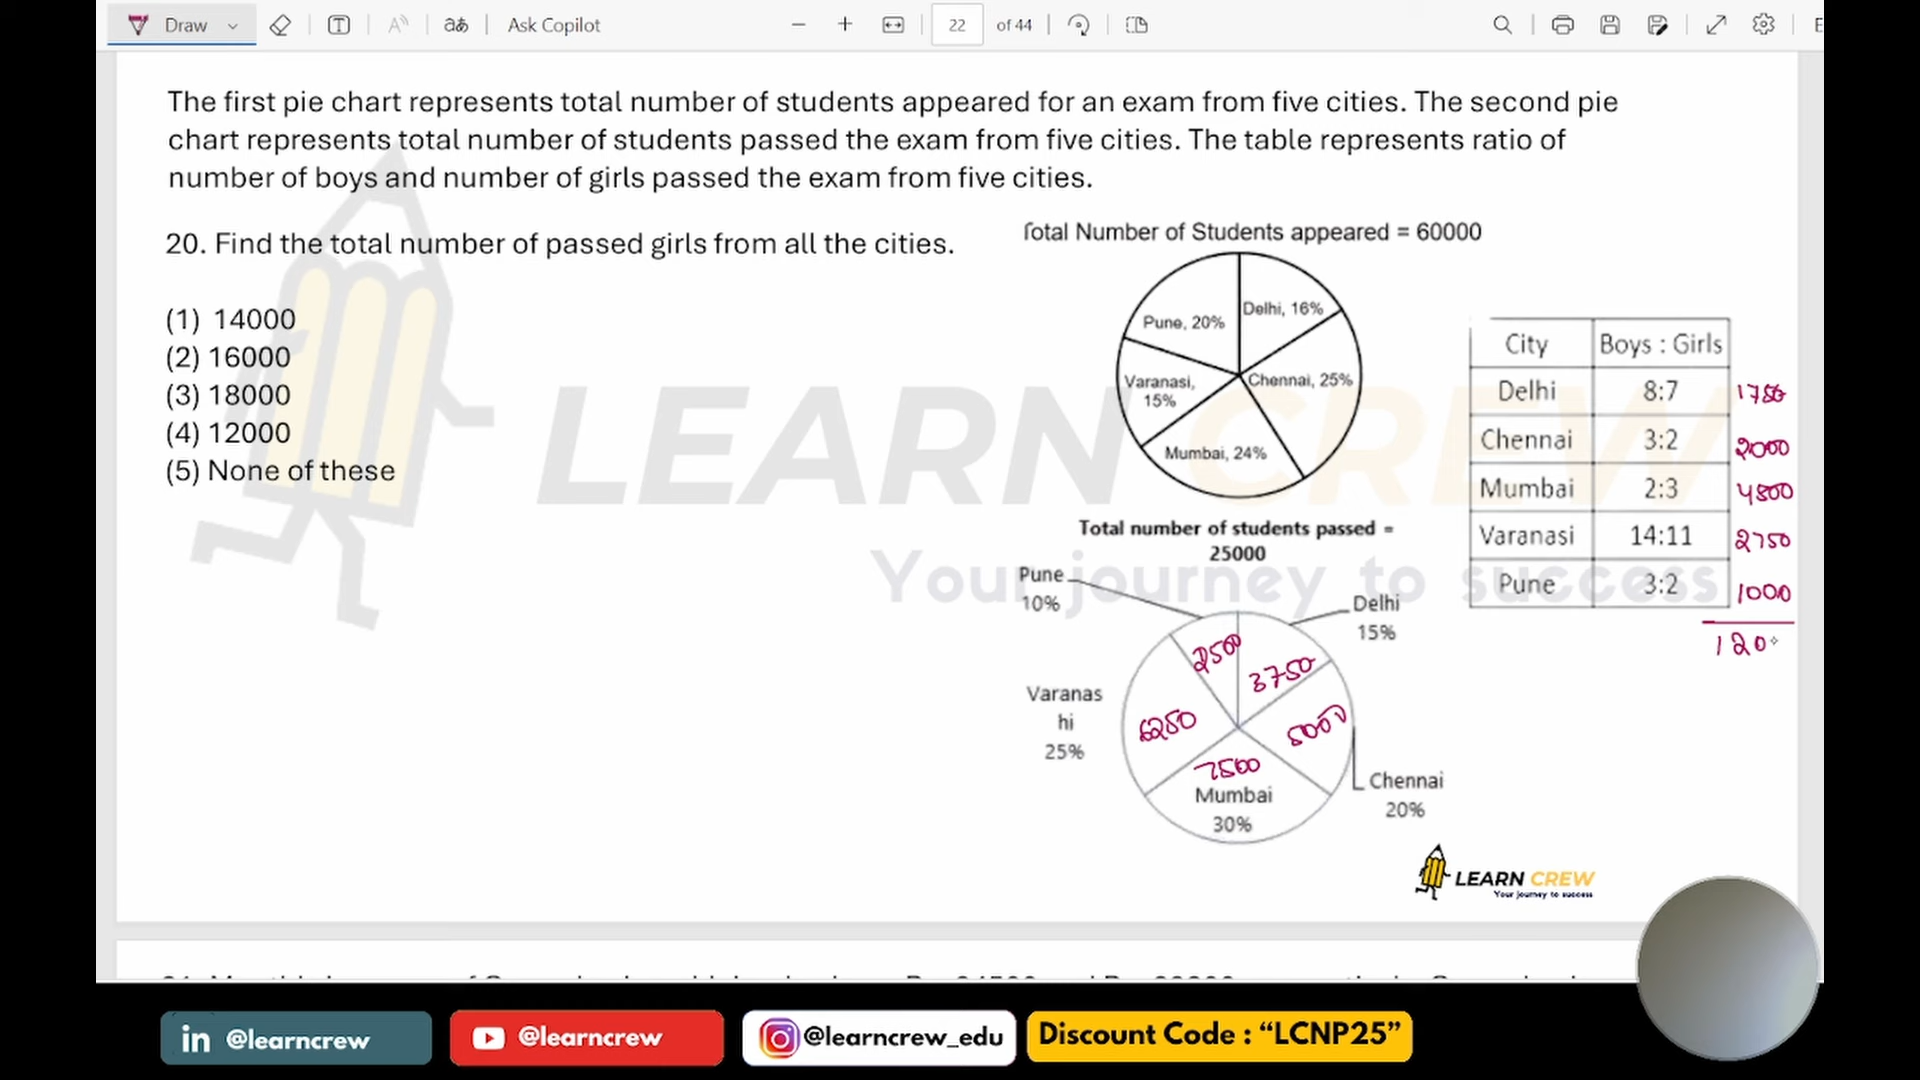 Draw
Ask Copilot
22 of 44
The first pie chart represents total number of students appeared for an exam from five cities. The second pie
chart represents total number of students passed the exam from five cities. The table represents ratio of
number of boys and number of girls passed the exam from five cities.
20. Find the total number of passed girls from all the cities.
(1) 14000
(2) 16000
(3) 18000
(4) 12000
(5) None of these
Total Number of Students appeared = 60000
Pune, 20%
Delhi, 16%
Varanasi,
15%
Chennai, 25%
Mumbai, 24%
City Boys : Girls
Delhi 8:7 1750
Chennai 3:2 2000
Mumbai 2:3 4500
Varanasi 14:11 2750
Pune 3:2 1000
120
Total number of students passed =
25000
Pune
10%
Delhi
15%
2500
3750
Varanas
hi
25%
6250
5000
7500
Mumbai
30%
Chennai
20%
LEARN CREW
Your journey to success
LEARN CREW
Your journey to success
in @learncrew
@learncrew
@learncrew_edu
Discount Code : “LCNP25”